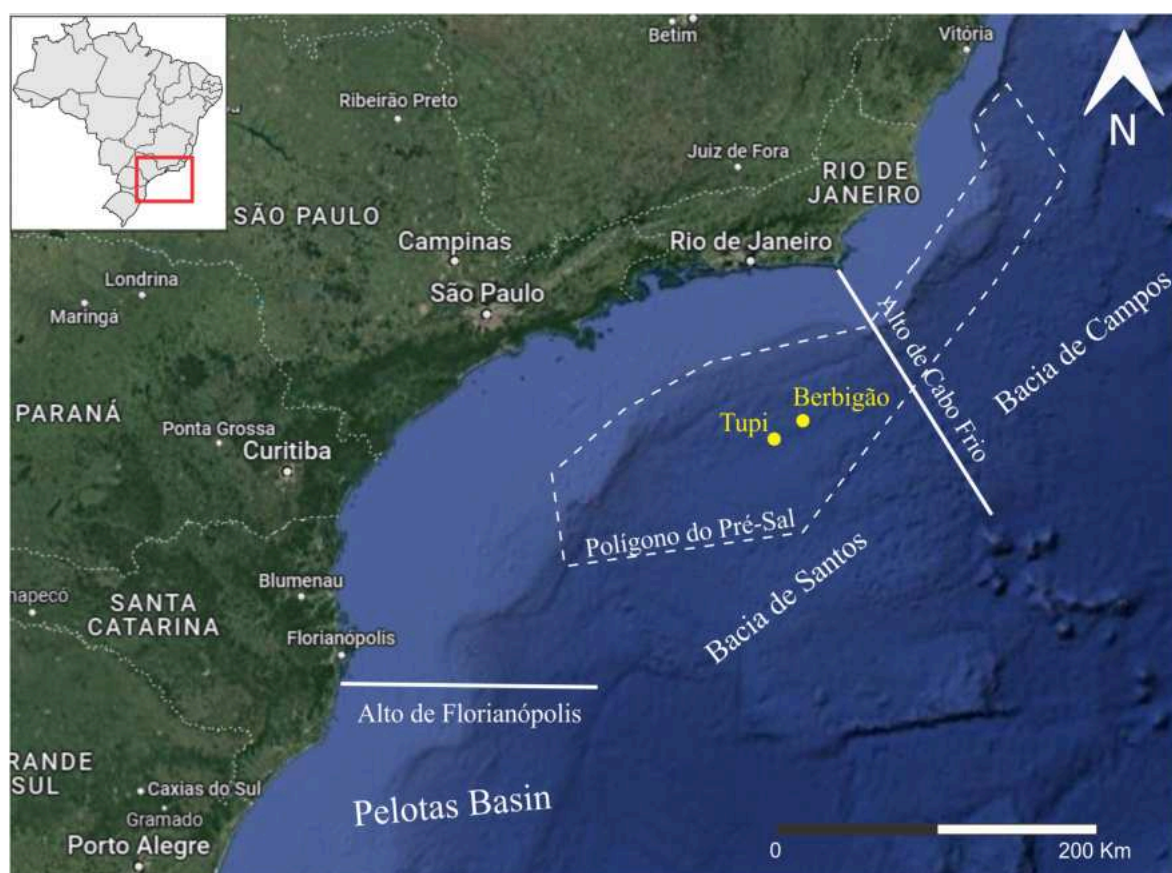 Betim
Vitória
Ribeirão Preto
N
Juiz de Fora
RIO DE
JANEIRO
SÃO PAULO
Campinas
Rio de Janeiro
Londrina
São Paulo
Maringá
Alto de Cabo Frio
Bacia de Campos
PARANÁ
Berbigão
Tupi
Ponta Grossa
Curitiba
Polígono do Pré-Sal
Blumenau
Bacia de Santos
napecó
SANTA
CATARINA
Florianópolis
Alto de Florianópolis
RANDE
SUL
Caxias do Sul
Pelotas Basin
Gramado
Porto Alegre
0
200 Km